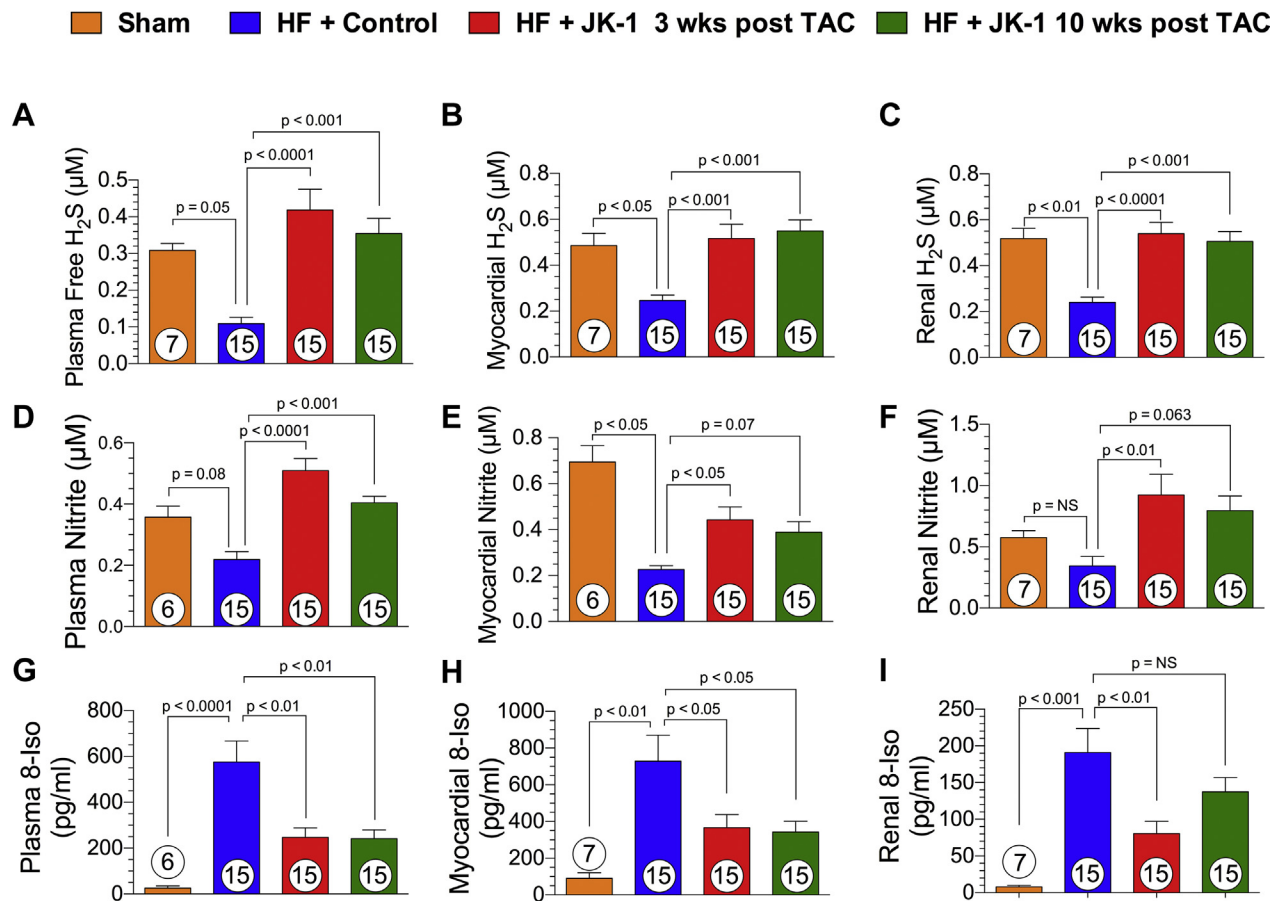 Sham HF + Control HF + JK-1 3 wks post TAC HF + JK-1 10 wks post TAC
A
Plasma Free H₂S (µM)
0.5
0.4
0.3
0.2
0.1
0.0
p < 0.001
p < 0.0001
p = 0.05
7 15 15 15
B
Myocardial H₂S (µM)
0.8
0.6
0.4
0.2
0.0
p < 0.001
p < 0.05
p < 0.001
7 15 15 15
C
Renal H₂S (µM)
0.8
0.6
0.4
0.2
0.0
p < 0.001
p < 0.01
p < 0.0001
7 15 15 15
D
Plasma Nitrite (µM)
0.6
0.4
0.2
0.0
p < 0.001
p < 0.0001
p = 0.08
6 15 15 15
E
Myocardial Nitrite (µM)
0.8
0.6
0.4
0.2
0.0
p < 0.05
p = 0.07
p < 0.05
6 15 15 15
F
Renal Nitrite (µM)
1.5
1.0
0.5
0.0
p = 0.063
p < 0.01
p = NS
7 15 15 15
G
Plasma 8-Iso
(pg/ml)
800
600
400
200
0
p < 0.01
p < 0.0001
p < 0.01
6 15 15 15
H
Myocardial 8-Iso
(pg/ml)
1000
800
600
400
200
0
p < 0.05
p < 0.01
p < 0.05
7 15 15 15
I
Renal 8-Iso
(pg/ml)
250
200
150
100
50
0
p = NS
p < 0.001
p < 0.01
7 15 15 15